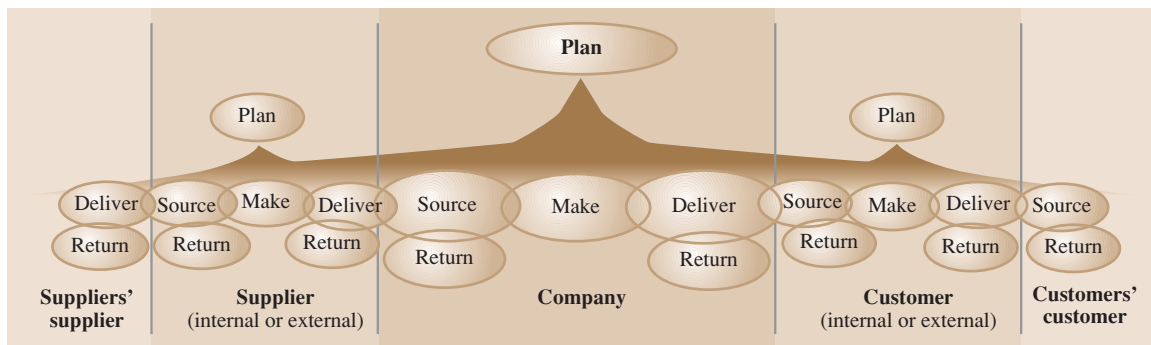 Plan
Plan
Plan
Deliver
Source
Make
Deliver
Source
Make
Deliver
Source
Make
Deliver
Source
Return
Return
Return
Return
Return
Return
Return
Return
Suppliers’
supplier
Supplier
(internal or external)
Company
Customer
(internal or external)
Customers’
customer